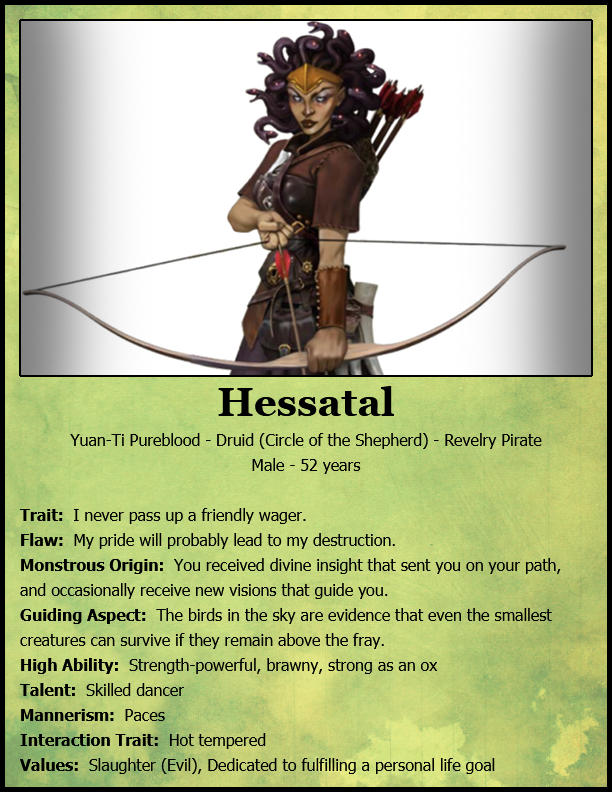 Hessatal
Yuan-Ti Pureblood - Druid (Circle of the Shepherd) - Revelry Pirate
Male - 52 years
Trait: I never pass up a friendly wager.
Flaw: My pride will probably lead to my destruction.
Monstrous Origin: You received divine insight that sent you on your path,
and occasionally receive new visions that guide you.
Guiding Aspect: The birds in the sky are evidence that even the smallest
creatures can survive if they remain above the fray.
High Ability: Strength-powerful, brawny, strong as an ox
Talent: Skilled dancer
Mannerism: Paces
Interaction Trait: Hot tempered
Values: Slaughter (Evil), Dedicated to fulfilling a personal life goal